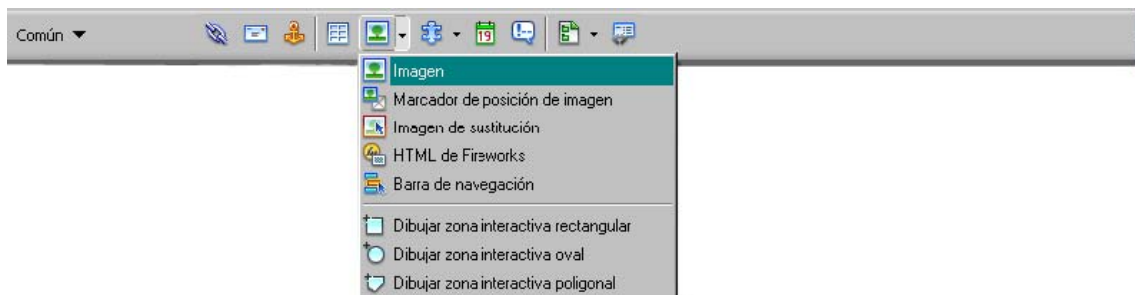 Común
19
Imagen
Marcador de posición de imagen
Imagen de sustitución
HTML de Fireworks
Barra de navegación
Dibujar zona interactiva rectangular
Dibujar zona interactiva oval
Dibujar zona interactiva poligonal